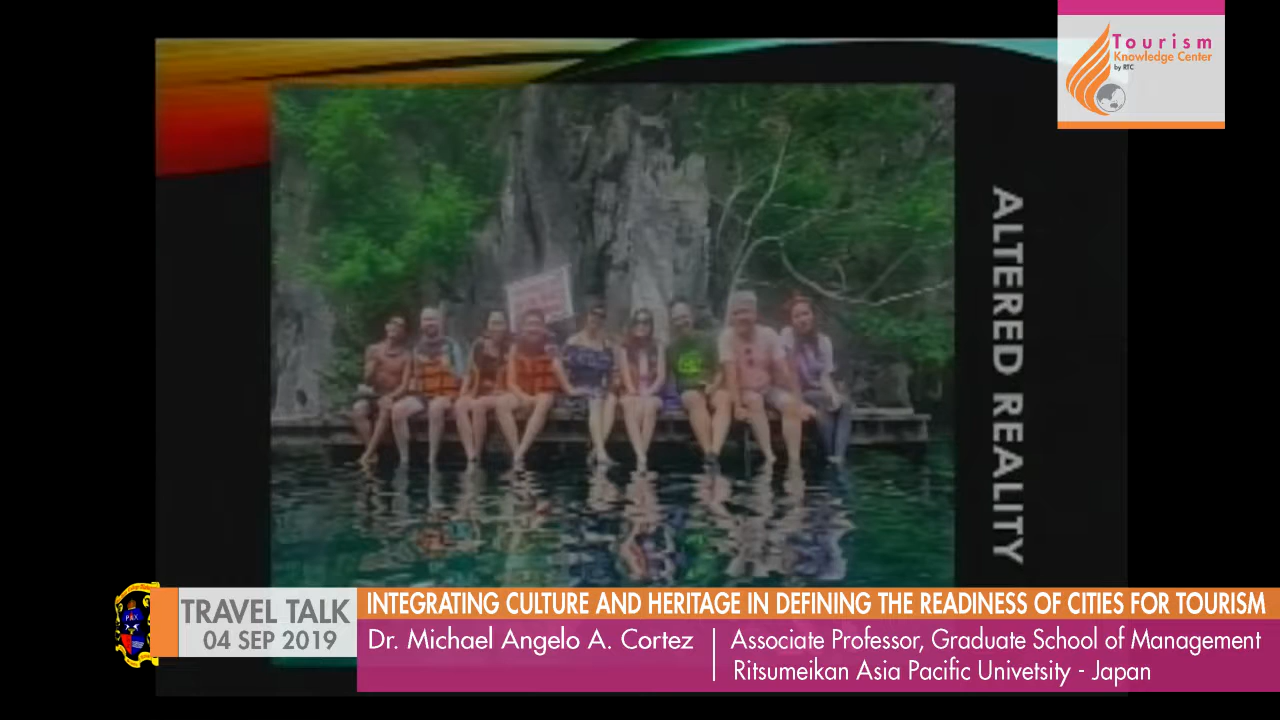 Tourism
Knowledge Center
by RTC
ALTERED REALITY
PAX
TRAVEL TALK
04 SEP 2019
INTEGRATING CULTURE AND HERITAGE IN DEFINING THE READINESS OF CITIES FOR TOURISM
Dr. Michael Angelo A. Cortez
Associate Professor, Graduate School of Management
Ritsumeikan Asia Pacific Univetsity - Japan